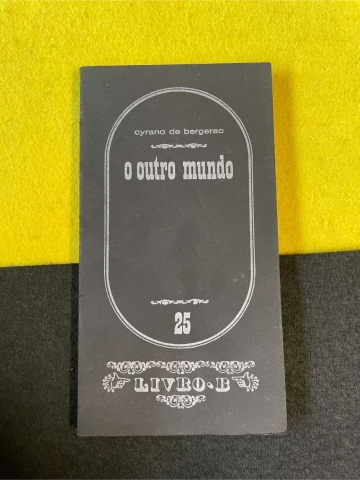 cyrano de bergerac
o outro mundo
25
LIVRO·B